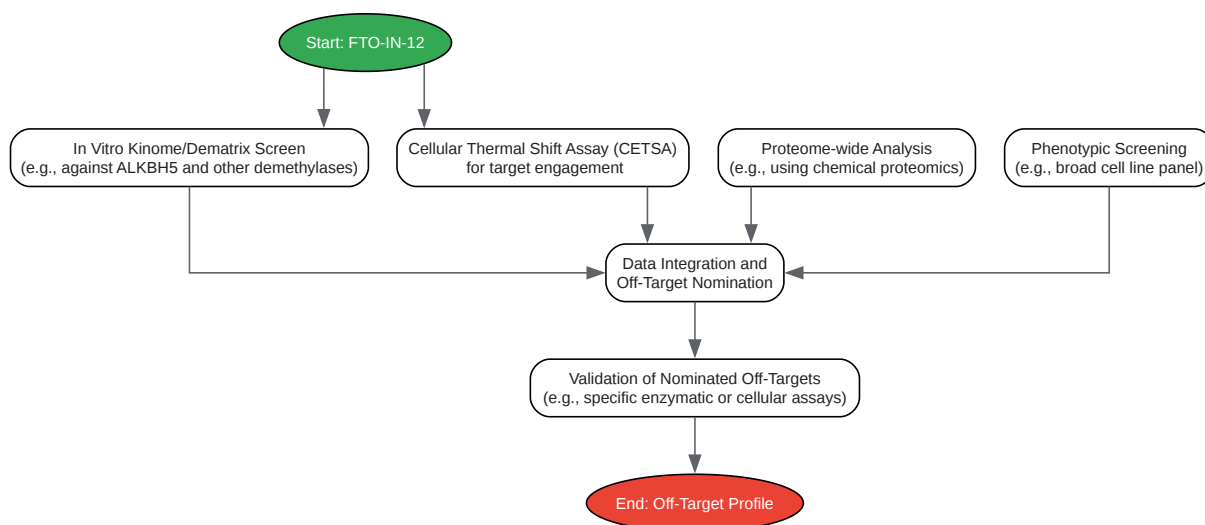 Start: FTO-IN-12
In Vitro Kinome/Dematrix Screen
(e.g., against ALKBH5 and other demethylases)
Cellular Thermal Shift Assay (CETSA)
for target engagement
Proteome-wide Analysis
(e.g., using chemical proteomics)
Phenotypic Screening
(e.g., broad cell line panel)
Data Integration and
Off-Target Nomination
Validation of Nominated Off-Targets
(e.g., specific enzymatic or cellular assays)
End: Off-Target Profile